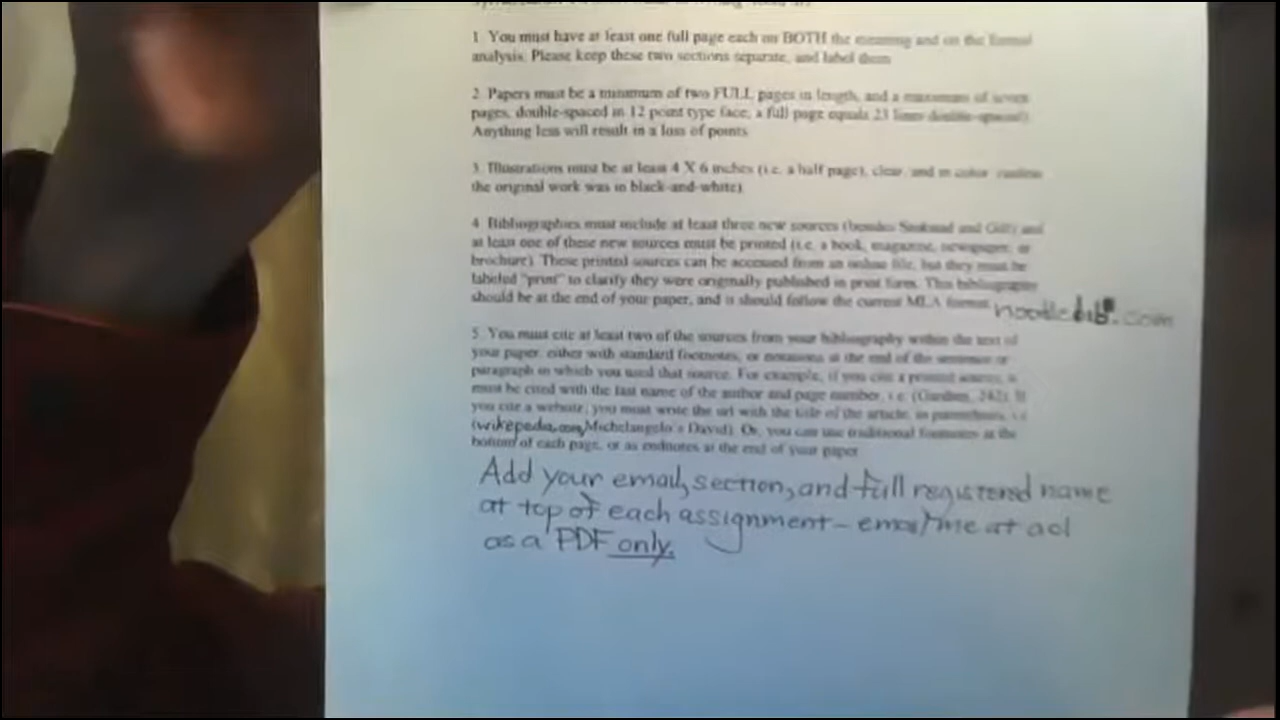 1. You must have at least one full page each on BOTH the meaning and on the formal
analysis. Please keep these two sections separate, and label them
2. Papers must be a minimum of two FULL pages in length, and a maximum of seven
pages, double-spaced in 12 point type face, a full page equals 23 lines double-spaced).
Anything less will result in a loss of points
3. Illustrations must be at least 4 X 6 inches (i.e. a half page), clear, and in color
the original work was in black-and-white)
4. Bibliographies must include at least three new sources (besides and and
at least one of these new sources must be printed (i.e. a book, magazine, newspaper, or
brochure). These printed sources can be accessed from an online file, but they must be
labeled "print" to clarify they were originally published in print form. This bibliography
should be at the end of your paper, and it should follow the current MLA format. noodlebib.com
5. You must cite at least two of the sources from your bibliography within the text of
your paper, either with standard footnotes, or notations at the end of the sentence or
paragraph in which you used that source. For example, if you cite a printed source, it
must be cited with the last name of the author and page number, i.e. (Gardner, 242). If
you cite a website, you must write the url with the title of the article, in parenthesis, i.e
(wikipedia.com, Michelangelo's David). Or, you can use traditional footnotes at the
bottom of each page, or as endnotes at the end of your paper
Add your email, section, and full registered name
at top of each assignment - email me at aol
as a PDF only.